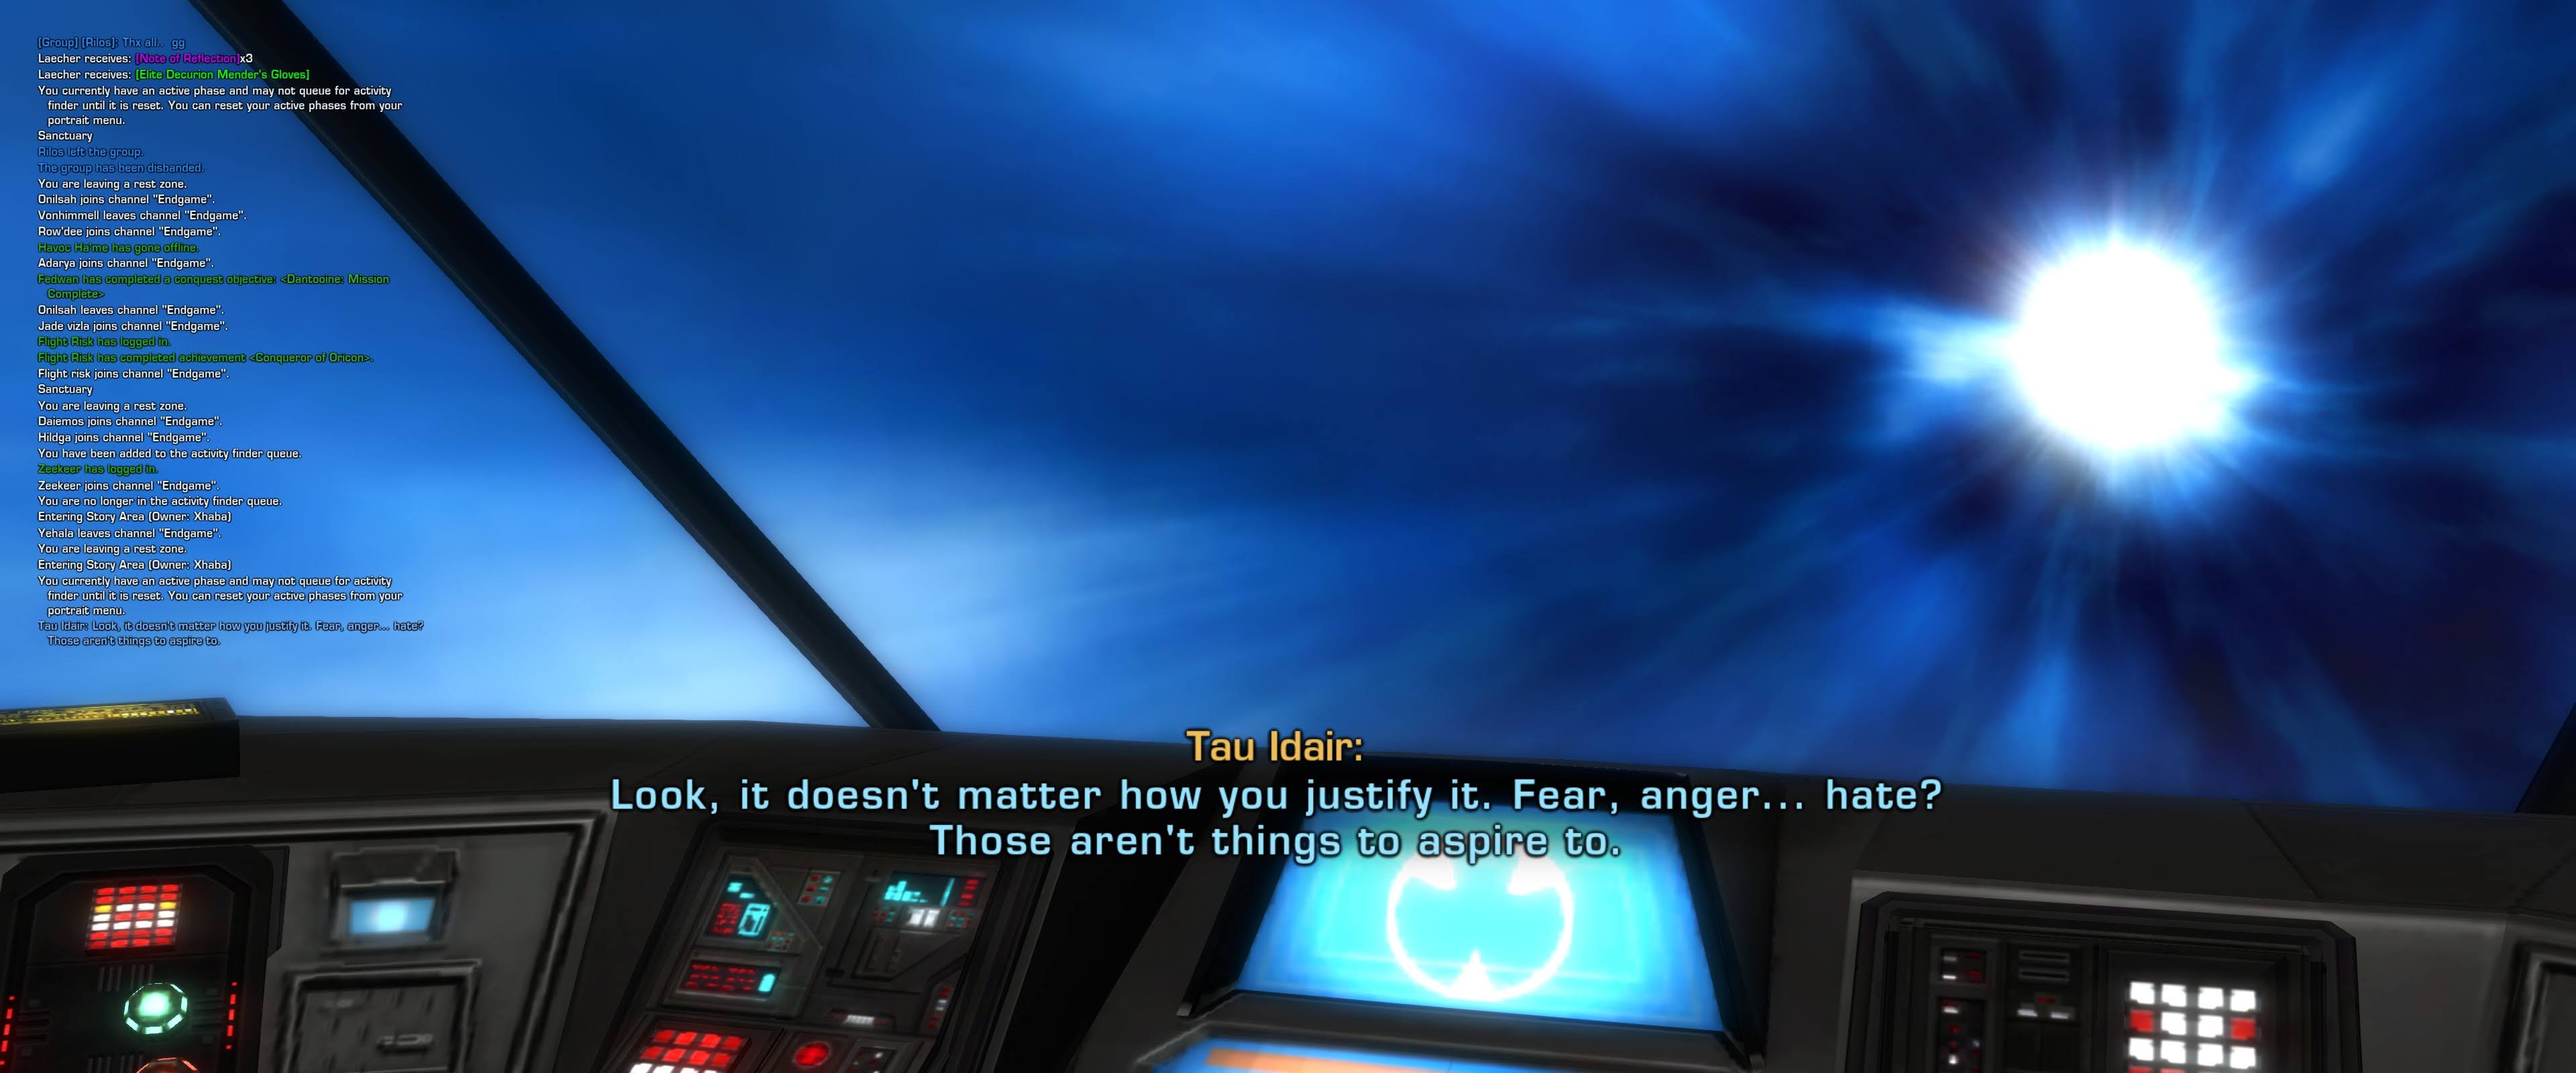 [Group] [Rilos]: Thx all.. gg
Laecher receives: [Note of Reflection]x3
Laecher receives: [Elite Decurion Mender's Gloves]
You currently have an active phase and may not queue for activity
finder until it is reset. You can reset your active phases from your
portrait menu.
Sanctuary
Rilos left the group.
The group has been disbanded.
You are leaving a rest zone.
Onilsah joins channel "Endgame".
Vonhimmell leaves channel "Endgame".
Row'dee joins channel "Endgame".
Havoc Ha'me has gone offline.
Adarya joins channel "Endgame".
Fedwan has completed a conquest objective: <Dantooine: Mission
Complete>
Onilsah leaves channel "Endgame".
Jade vizla joins channel "Endgame".
Flight Risk has logged in.
Flight Risk has completed achievement <Conqueror of Oricon>.
Flight risk joins channel "Endgame".
Sanctuary
You are leaving a rest zone.
Daiemos joins channel "Endgame".
Hildga joins channel "Endgame".
You have been added to the activity finder queue.
Zeekeer has logged in.
Zeekeer joins channel "Endgame".
You are no longer in the activity finder queue.
Entering Story Area (Owner: Xhaba)
Yehala leaves channel "Endgame".
You are leaving a rest zone.
Entering Story Area (Owner: Xhaba)
You currently have an active phase and may not queue for activity
finder until it is reset. You can reset your active phases from your
portrait menu.
Tau Idair: Look, it doesn't matter how you justify it. Fear, anger... hate?
Those aren't things to aspire to.
Tau Idair:
Look, it doesn't matter how you justify it. Fear, anger... hate?
Those aren't things to aspire to.